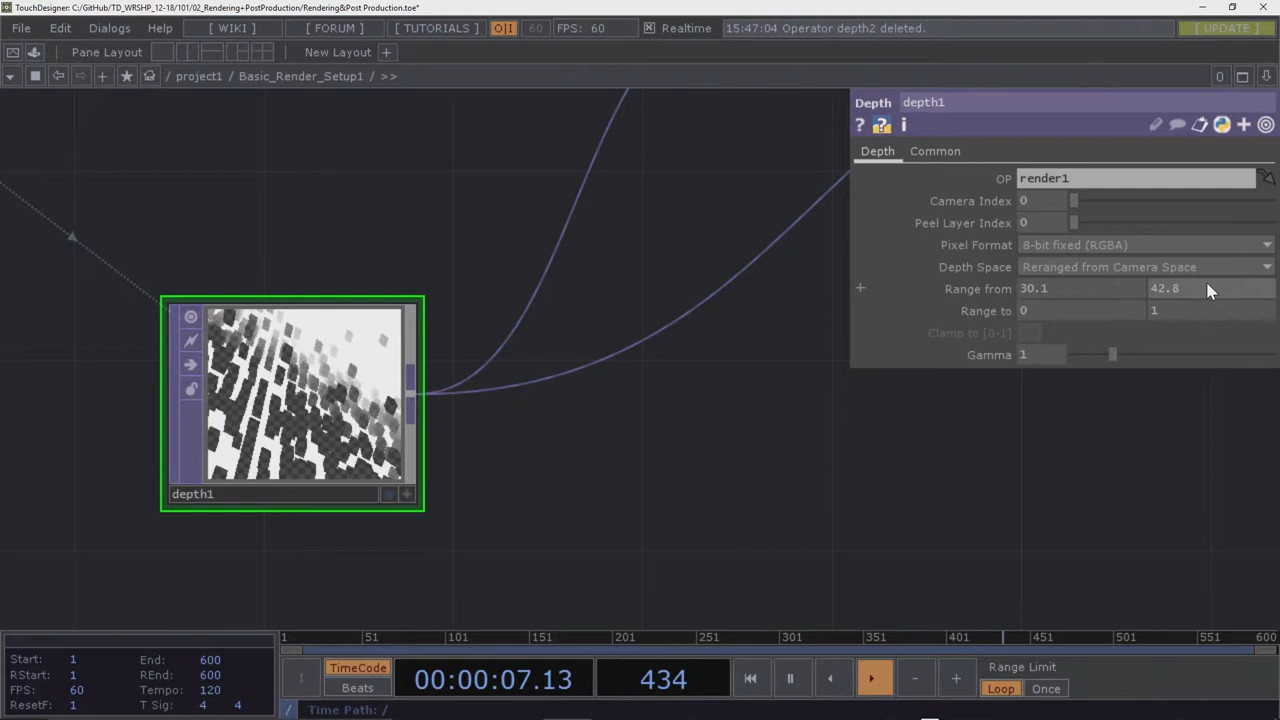 TouchDesigner: C:/GitHub/TD_WRSHP_12-18/101/02_Rendering+PostProduction/Rendering&Post Production.toe*
File Edit Dialogs [ WIKI ] [ FORUM ] [ TUTORIALS ] O|I 60 FPS: 60 Realtime 15:47:04 Operator depth2 deleted. [ UPDATE ]
Pane Layout New Layout +
/ project1 / Basic_Render_Setup1 / >> 0
Depth depth1
? ? i
Depth Common
OP render1
Camera Index 0
Peel Layer Index 0
Pixel Format 8-bit fixed (RGBA)
Depth Space Reranged from Camera Space
+ Range from 30.1 42.8
Range to 0 1
Clamp to [0-1]
Gamma 1
depth1
1 51 101 151 201 251 301 351 401 451 501 551 600
Start: 1 End: 600
RStart: 1 REnd: 600
FPS: 60 Tempo: 120
ResetF: 1 T Sig: 4 4
1 TimeCode Beats 00:00:07.13 434 - + Range Limit
Loop Once
/ Time Path: /